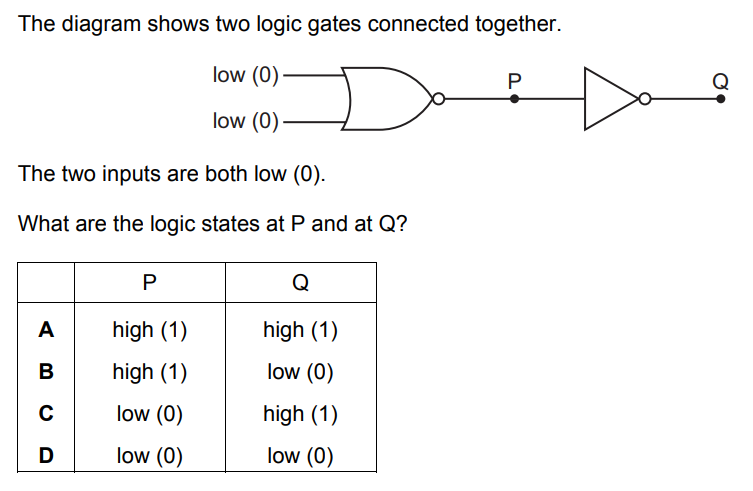 The diagram shows two logic gates connected together.
low (0)
P
Q
low (0)
The two inputs are both low (0).
What are the logic states at P and at Q?
P Q
A high (1) high (1)
B high (1) low (0)
C low (0) high (1)
D low (0) low (0)